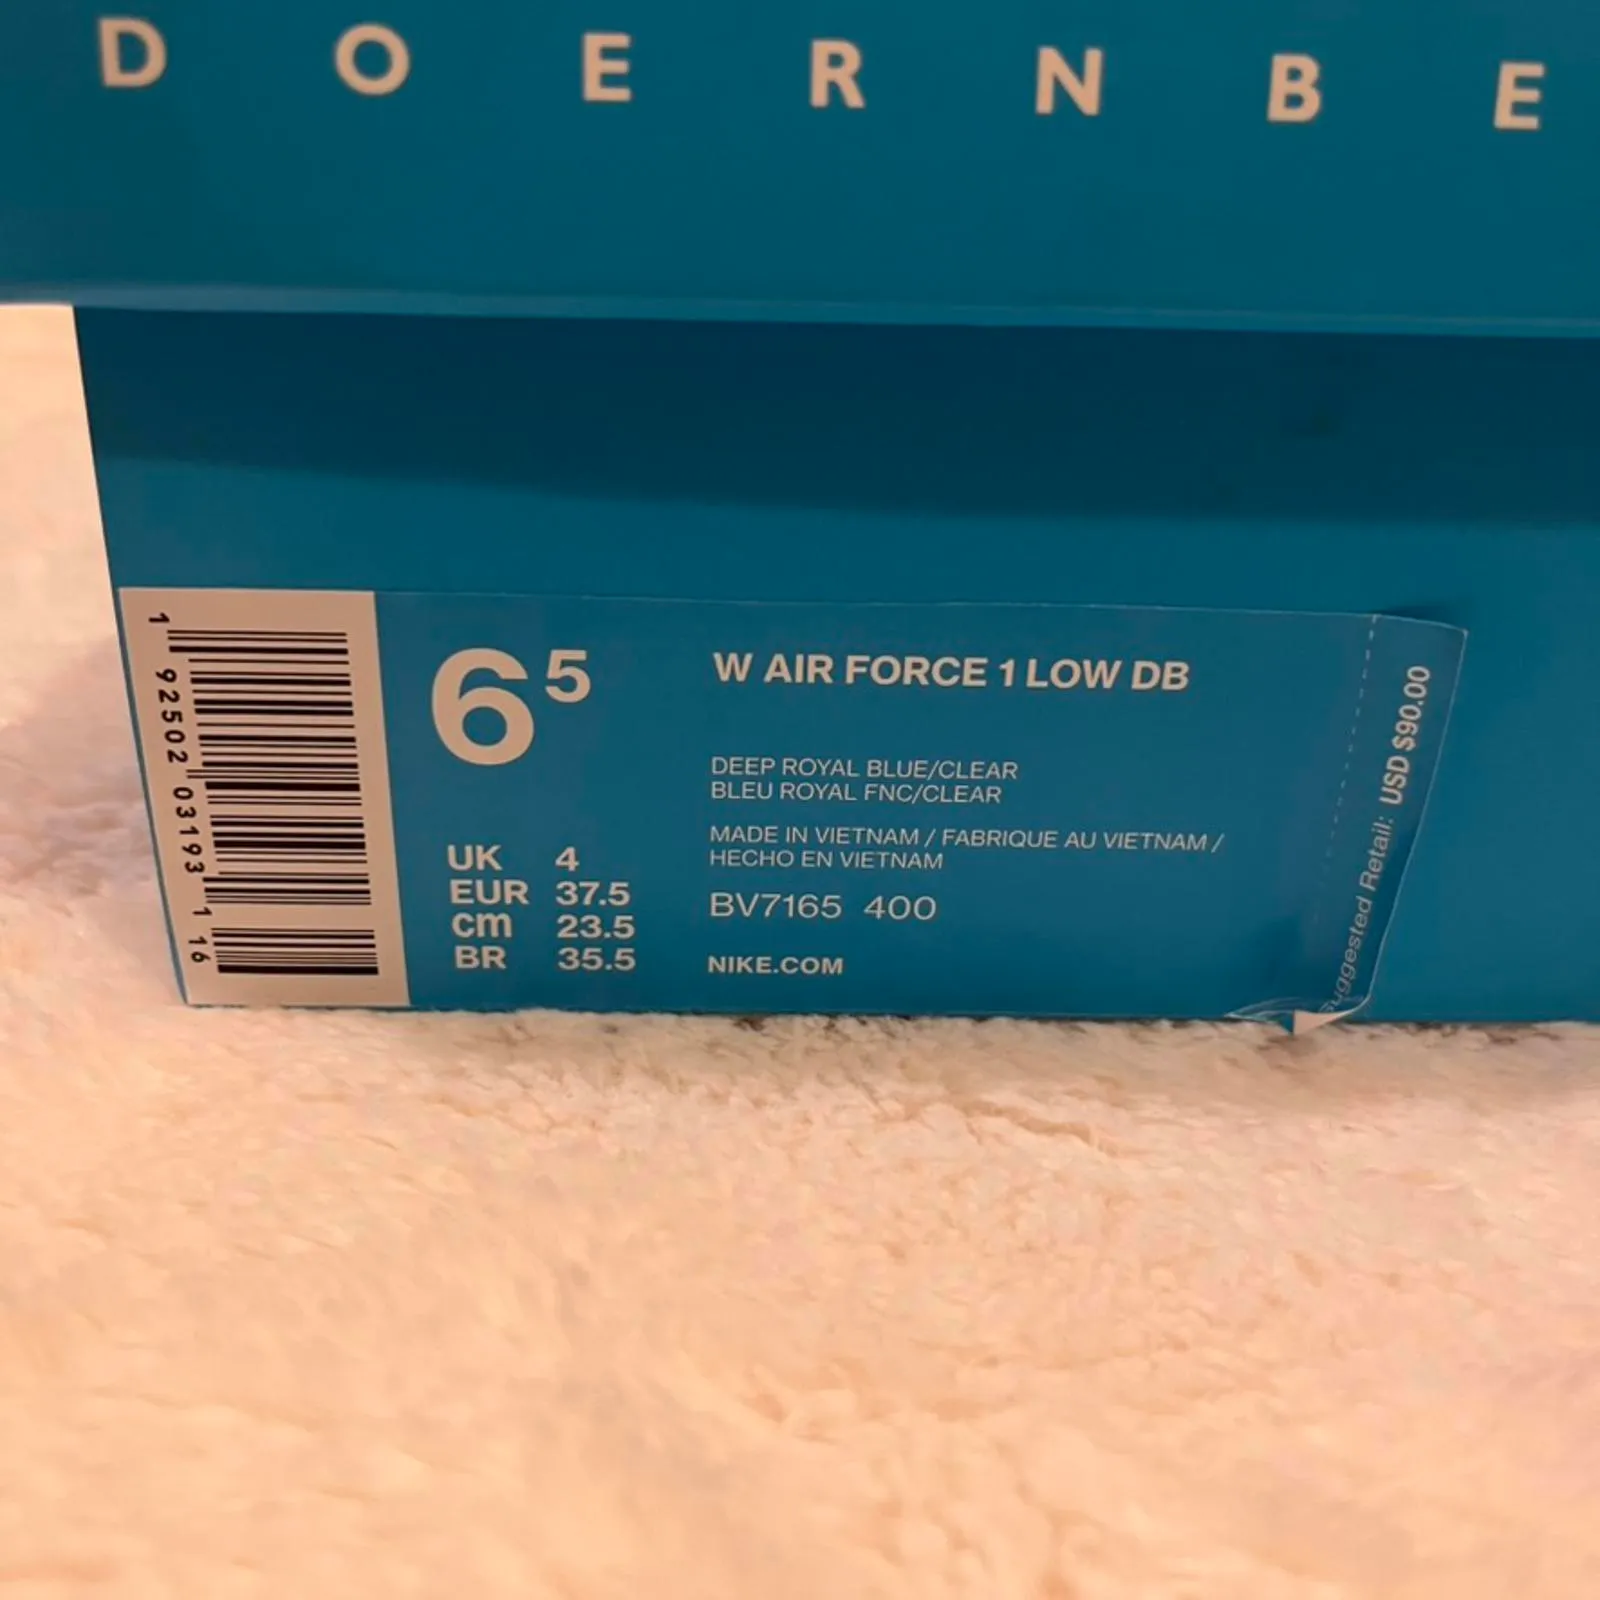 DOERNBE
1 92502 03193 1 16
6⁵
UK 4
EUR 37.5
cm 23.5
BR 35.5
W AIR FORCE 1 LOW DB
DEEP ROYAL BLUE/CLEAR
BLEU ROYAL FNC/CLEAR
MADE IN VIETNAM / FABRIQUE AU VIETNAM /
HECHO EN VIETNAM
BV7165 400
NIKE.COM
Suggested Retail: USD $90.00